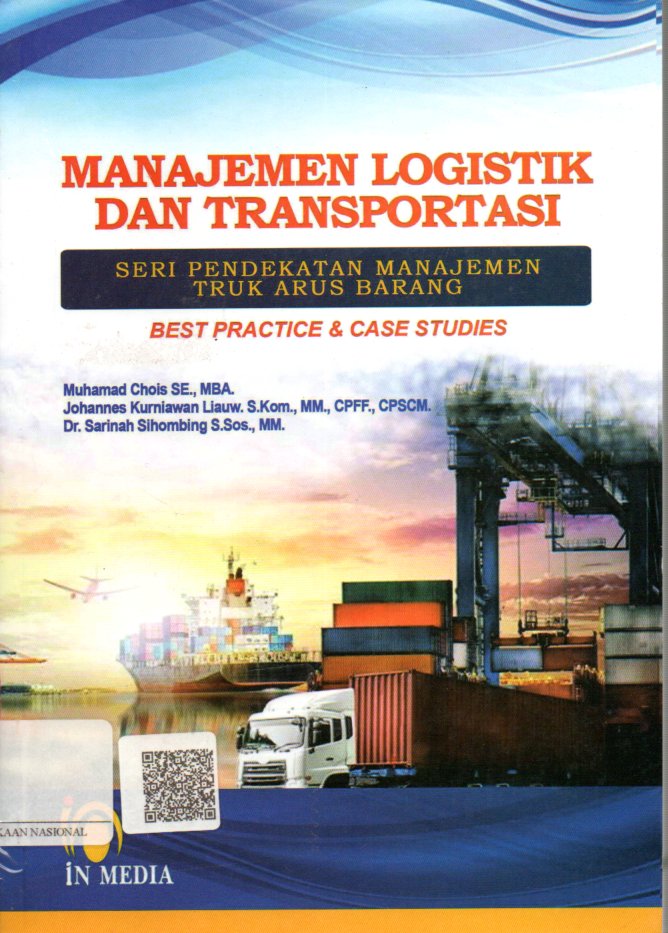 MANAJEMEN LOGISTIK
DAN TRANSPORTASI
SERI PENDEKATAN MANAJEMEN
TRUK ARUS BARANG
BEST PRACTICE & CASE STUDIES
Muhamad Chois SE., MBA.
Johannes Kurniawan Liauw. S.Kom., MM., CPFF., CPSCM.
Dr. Sarinah Sihombing S.Sos., MM.
KAAN NASIONAL
iN MEDIA